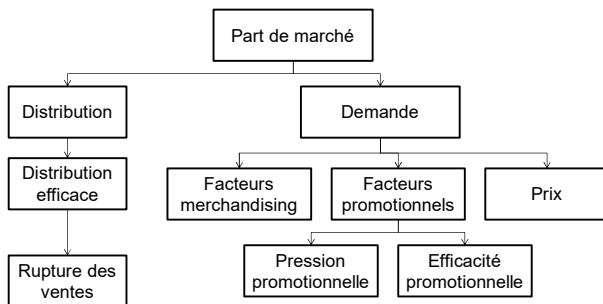 Part de marché
Distribution
Demande
Distribution
efficace
Facteurs
merchandising
Facteurs
promotionnels
Prix
Rupture des
ventes
Pression
promotionnelle
Efficacité
promotionnelle